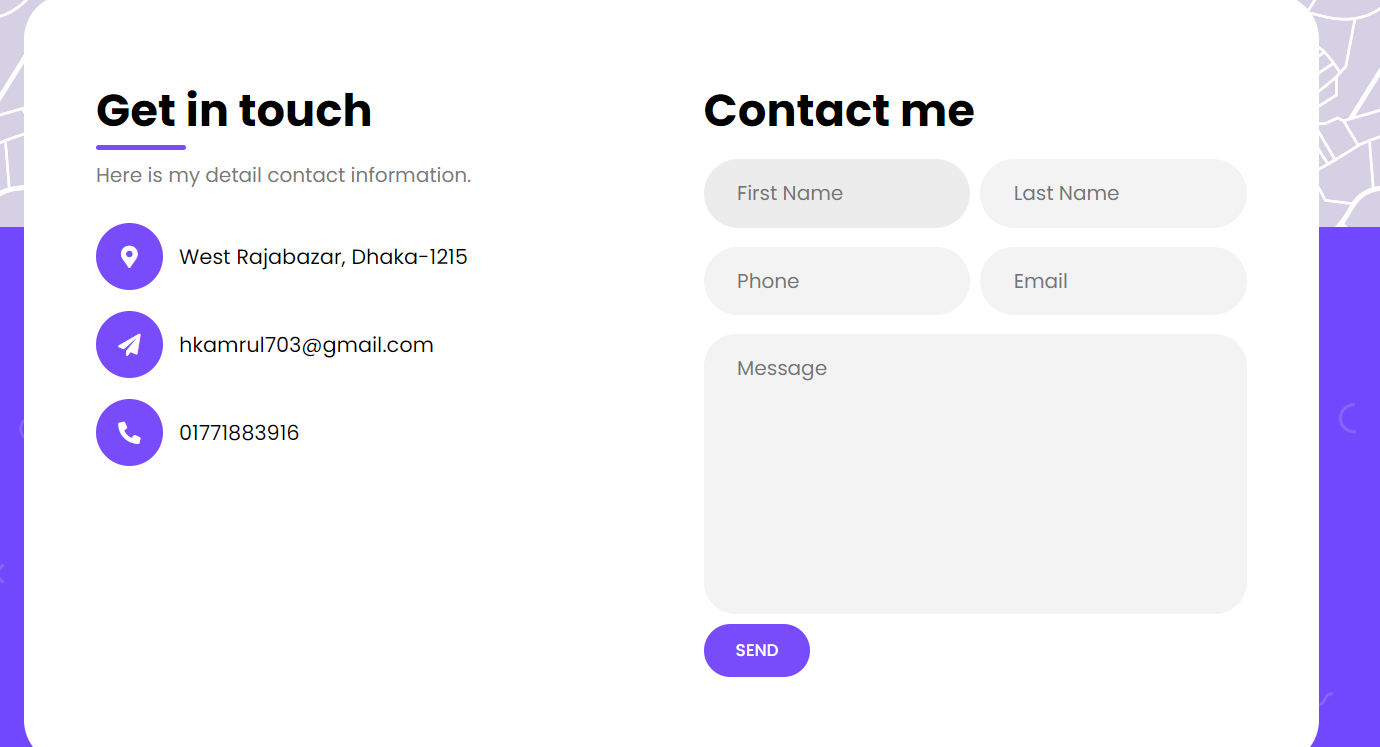 Get in touch
Here is my detail contact information.
West Rajabazar, Dhaka-1215
hkamrul703@gmail.com
01771883916
Contact me
First Name
Last Name
Phone
Email
Message
SEND